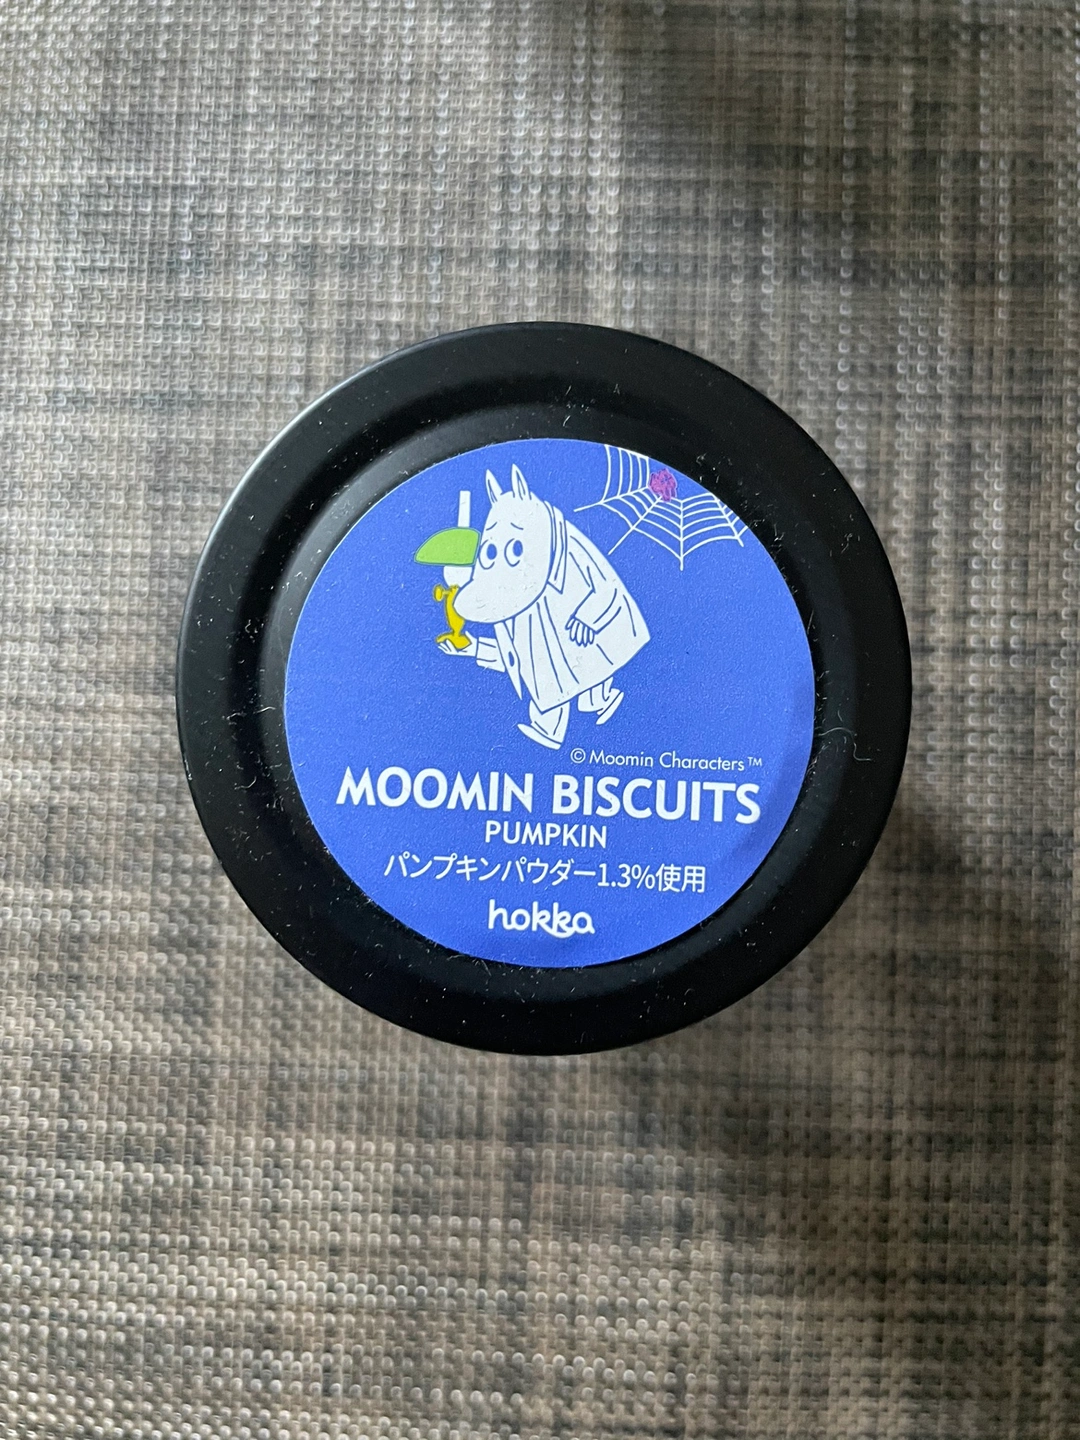 © Moomin Characters™
MOOMIN BISCUITS
PUMPKIN
パンプキンパウダー1.3%使用
hokka